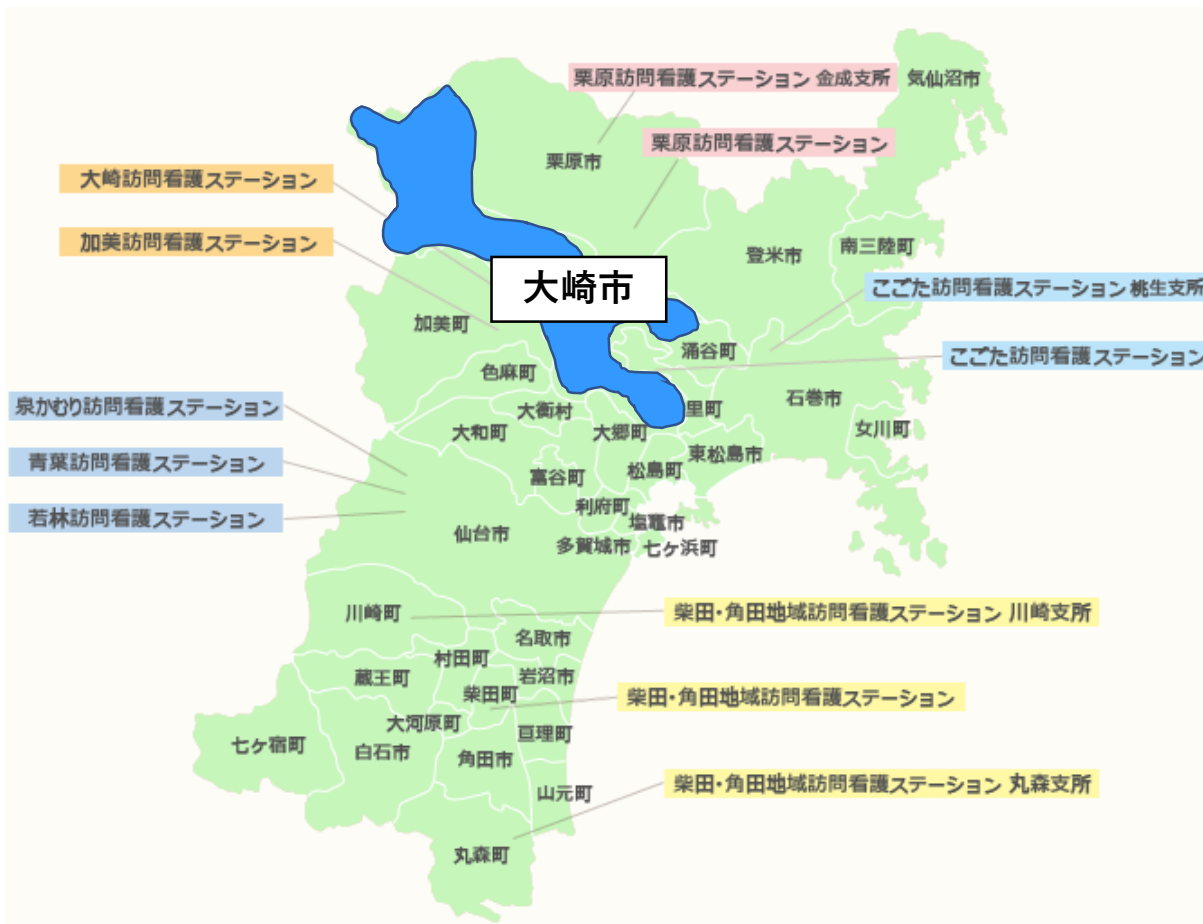 栗原訪問看護ステーション 金成支所
気仙沼市
栗原訪問看護ステーション
栗原市
大崎訪問看護ステーション
加美訪問看護ステーション
登米市
南三陸町
大崎市
こごた訪問看護ステーション 桃生支所
加美町
涌谷町
こごた訪問看護ステーション
色麻町
石巻市
泉かむり訪問看護ステーション
大衡村
里町
女川町
大和町
大郷町
東松島市
青葉訪問看護ステーション
富谷町
松島町
利府町
若林訪問看護ステーション
塩竈市
仙台市
多賀城市
七ヶ浜町
川崎町
柴田・角田地域訪問看護ステーション 川崎支所
名取市
村田町
蔵王町
岩沼市
柴田町
柴田・角田地域訪問看護ステーション
大河原町
亘理町
七ヶ宿町
白石市
角田市
柴田・角田地域訪問看護ステーション 丸森支所
山元町
丸森町